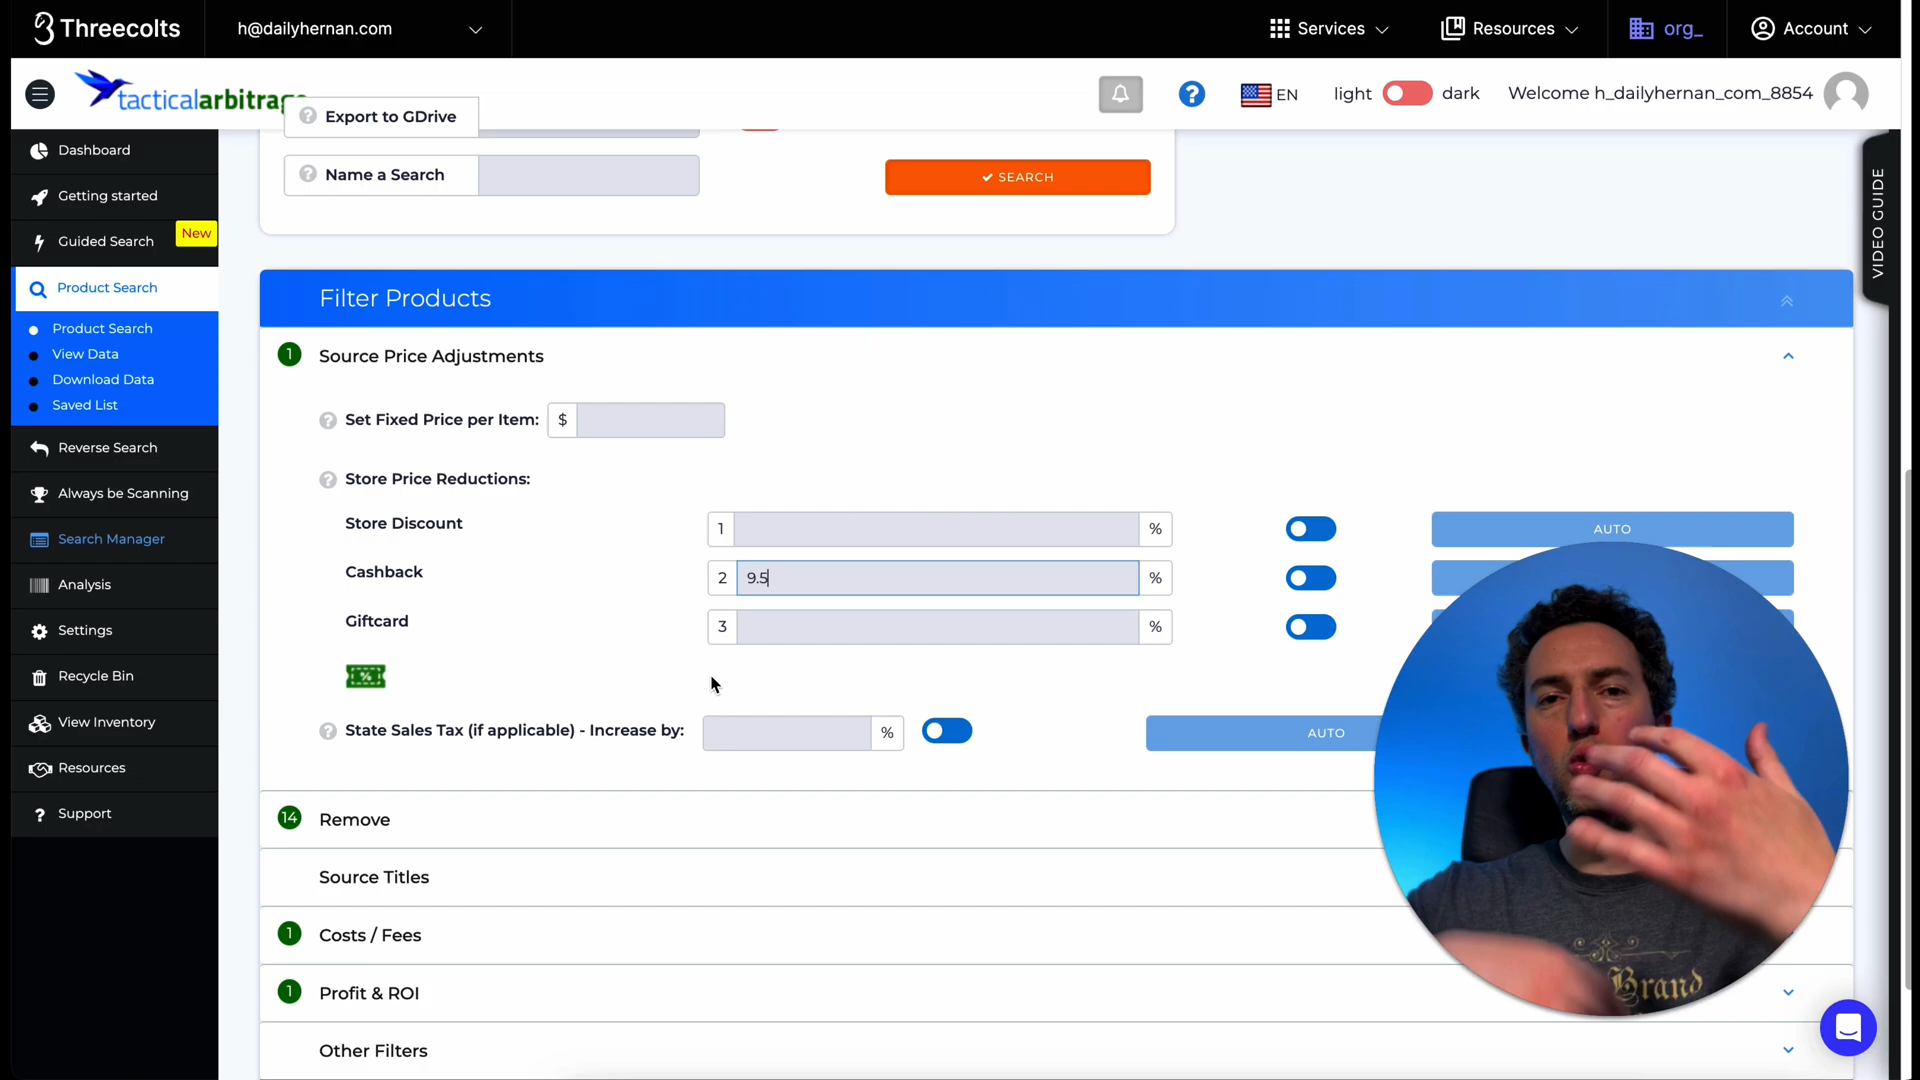 Threecolts
h@dailyhernan.com
Services
Resources
org_
Account
tacticalarbitrage
EN
light
dark
Welcome h_dailyhernan_com_8854
Export to GDrive
Name a Search
SEARCH
VIDEO GUIDE
Dashboard
Getting started
Guided Search
New
Product Search
Product Search
View Data
Download Data
Saved List
Reverse Search
Always be Scanning
Search Manager
Analysis
Settings
Recycle Bin
View Inventory
Resources
Support
Filter Products
1 Source Price Adjustments
Set Fixed Price per Item: $
Store Price Reductions:
Store Discount 1 % AUTO
Cashback 2 9.5 %
Giftcard 3 %
%
State Sales Tax (if applicable) - Increase by: % AUTO
14 Remove
Source Titles
1 Costs / Fees
1 Profit & ROI
Other Filters
Brand